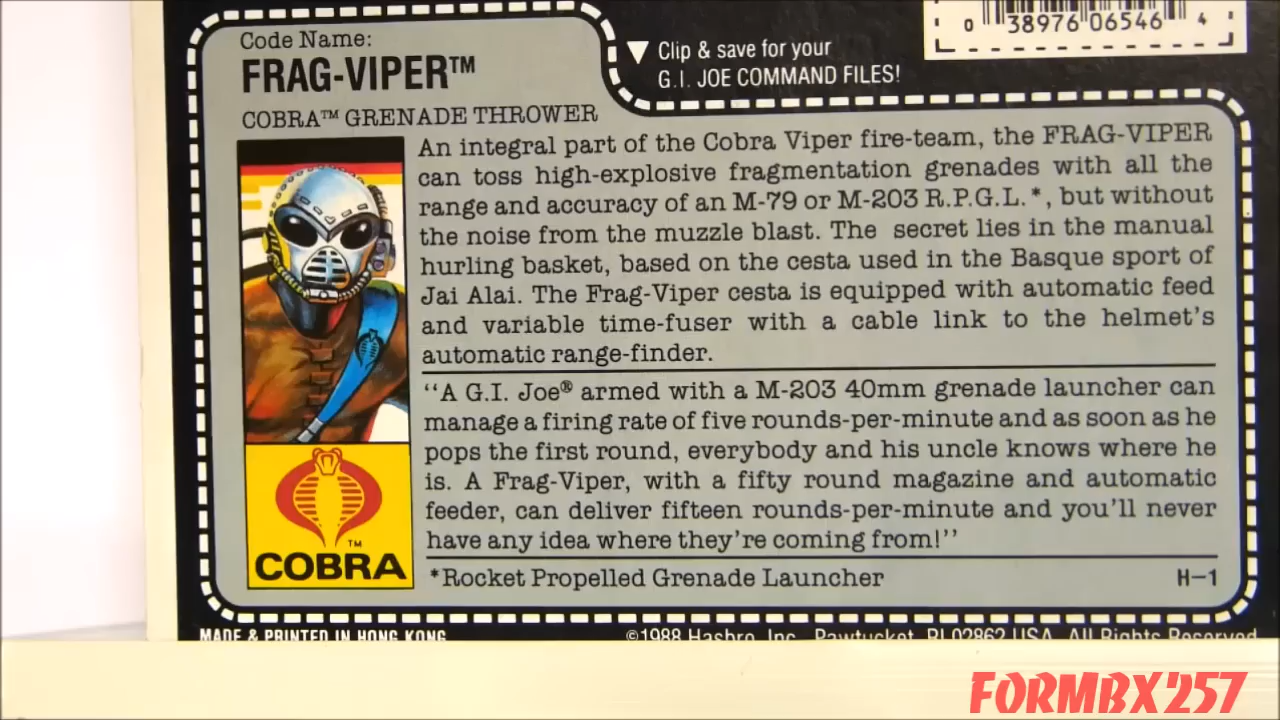 Code Name:
FRAG-VIPER™
COBRA™ GRENADE THROWER
▼ Clip & save for your
G.I. JOE COMMAND FILES!
0 38976 06546 4
An integral part of the Cobra Viper fire-team, the FRAG-VIPER
can toss high-explosive fragmentation grenades with all the
range and accuracy of an M-79 or M-203 R.P.G.L.*, but without
the noise from the muzzle blast. The secret lies in the manual
hurling basket, based on the cesta used in the Basque sport of
Jai Alai. The Frag-Viper cesta is equipped with automatic feed
and variable time-fuser with a cable link to the helmet's
automatic range-finder.
"A G.I. Joe® armed with a M-203 40mm grenade launcher can
manage a firing rate of five rounds-per-minute and as soon as he
pops the first round, everybody and his uncle knows where he
is. A Frag-Viper, with a fifty round magazine and automatic
feeder, can deliver fifteen rounds-per-minute and you'll never
have any idea where they're coming from!"
*Rocket Propelled Grenade Launcher
H-1
TM
COBRA
MADE & PRINTED IN HONG KONG
©1988 Hasbro, Inc., Pawtucket, RI 02862 USA. All Rights Reserved
FORMBX257